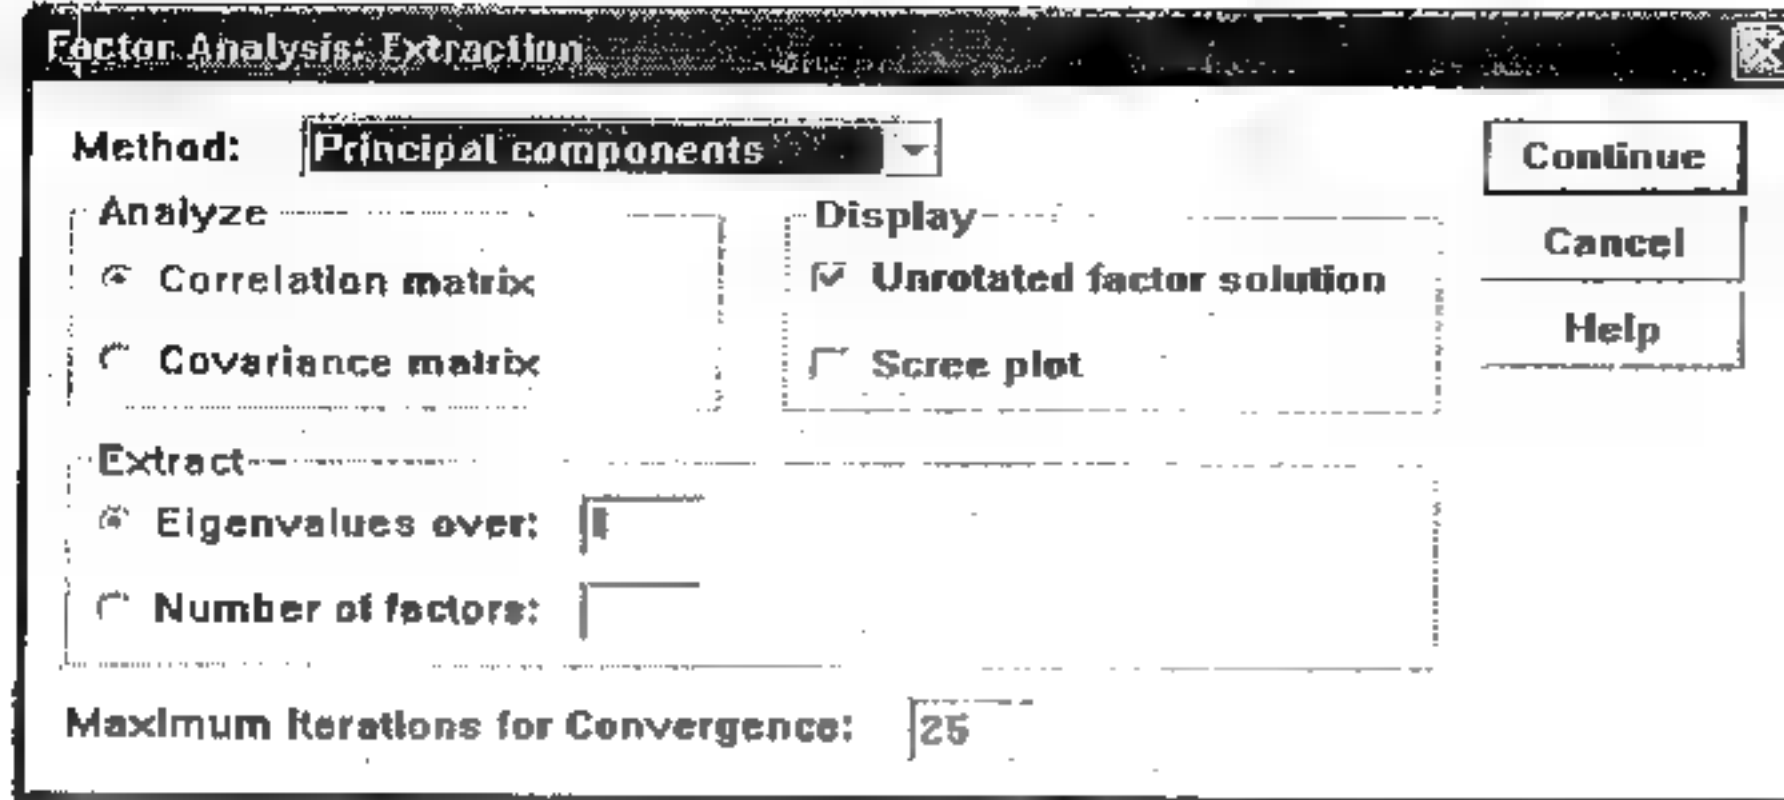 Factor Analysis: Extraction
Method: Principal components
Continue
Analyze
Display
Cancel
Correlation matrix
Unrotated factor solution
Help
Covariance matrix
Scree plot
Extract
Eigenvalues over:
Number of factors:
Maximum Iterations for Convergence: 25